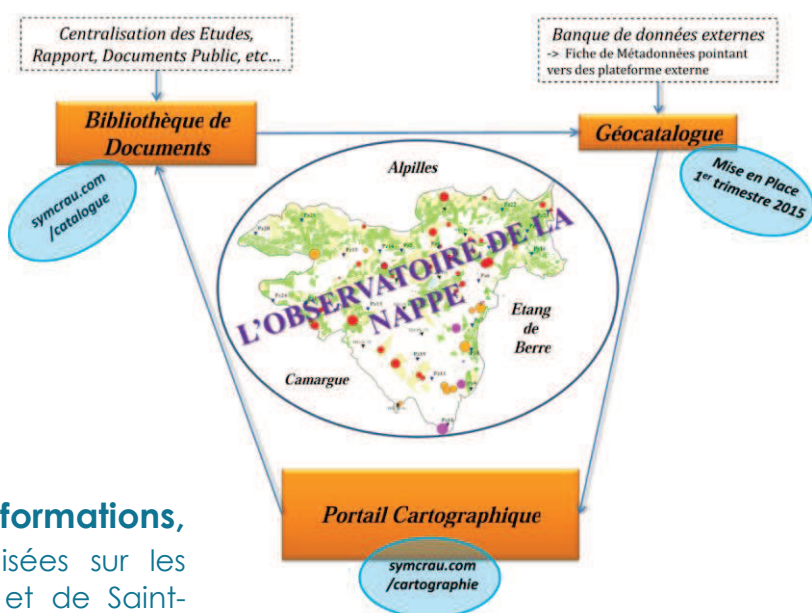 Centralisation des Etudes,
Rapport, Documents Public, etc...
Banque de données externes
-> Fiche de Métadonnées pointant
vers des plateforme externe
Bibliothèque de
Documents
Géocatalogue
symcrau.com
/catalogue
Mise en Place
1er trimestre 2015
Alpilles
L'OBSERVATOIRE DE LA
NAPPE
Etang
de
Berre
Camargue
Portail Cartographique
symcrau.com
/cartographie
formations,
isées sur les
et de Saint-